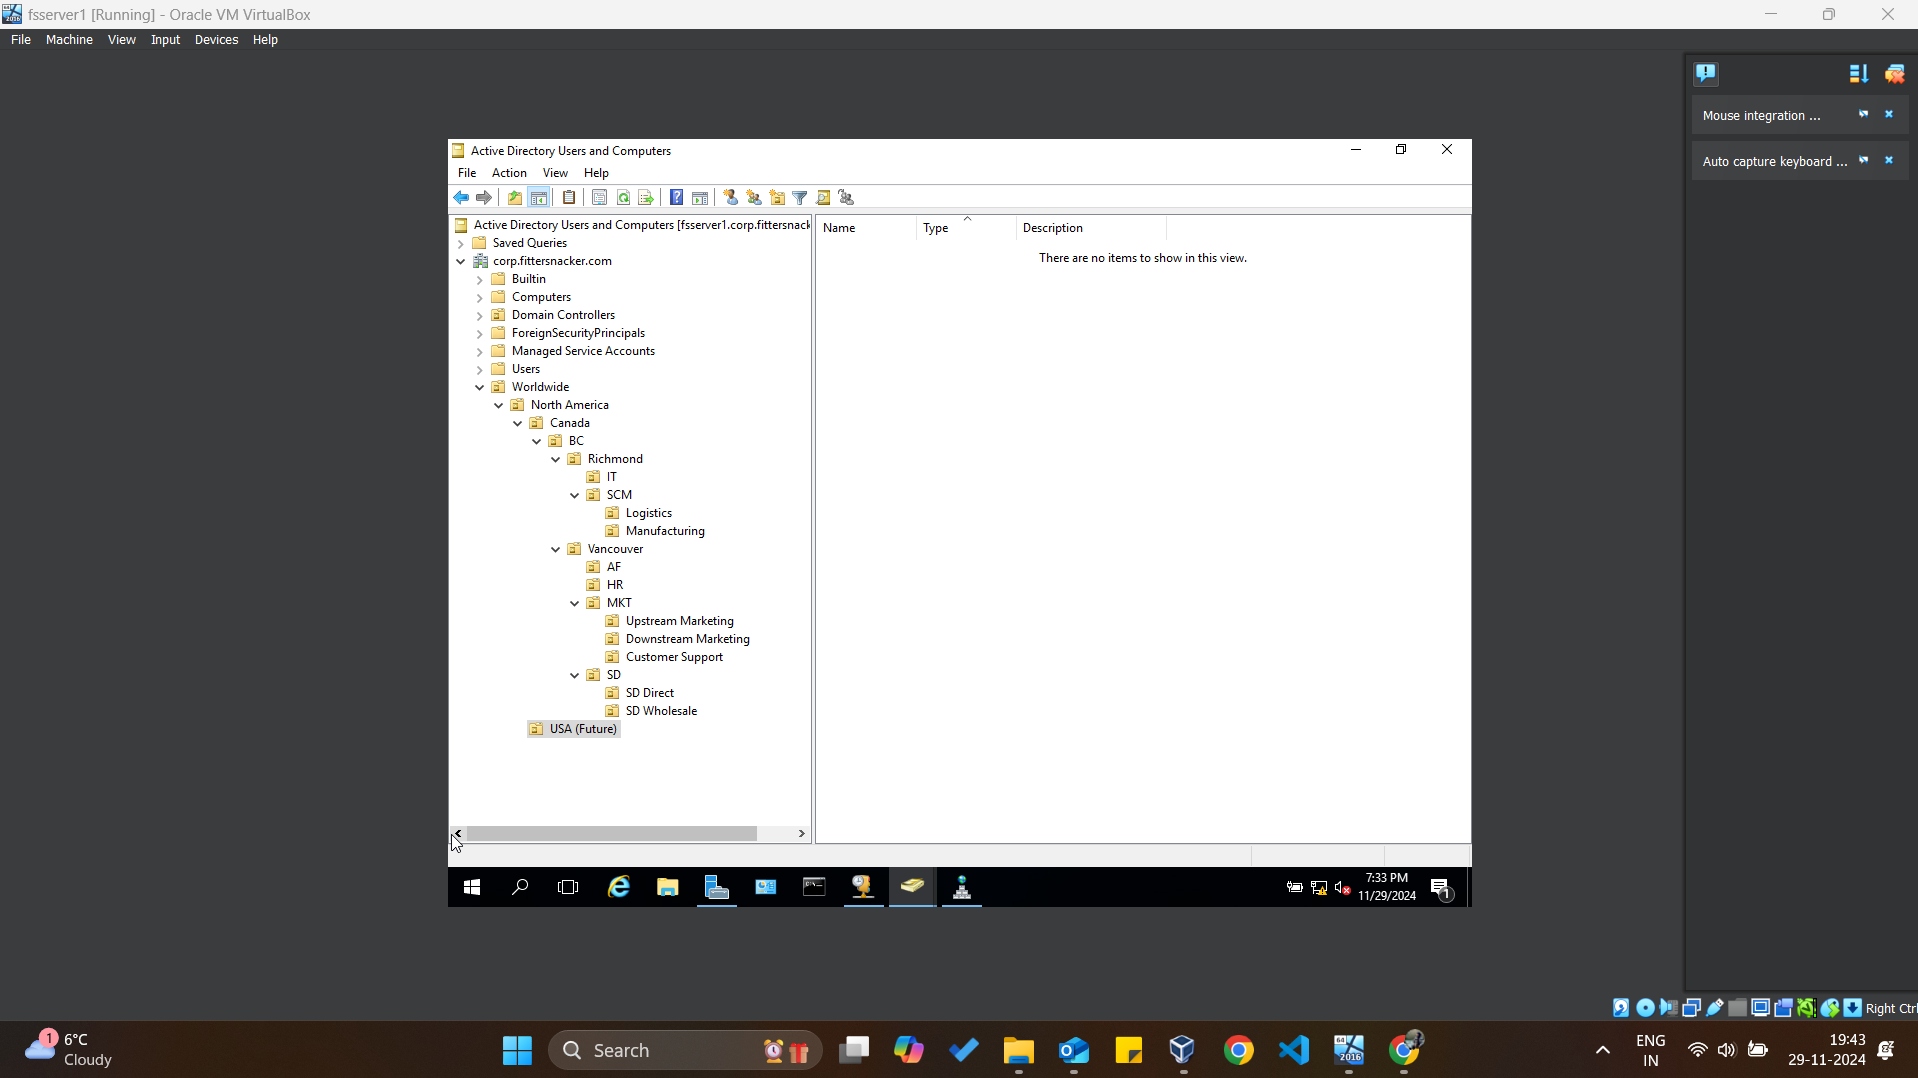 fsserver1 [Running] - Oracle VM VirtualBox
File Machine View Input Devices Help
Mouse integration ...
Auto capture keyboard ...
Active Directory Users and Computers
File Action View Help
Active Directory Users and Computers [fsserver1.corp.fittersnack
Saved Queries
corp.fittersnacker.com
Builtin
Computers
Domain Controllers
ForeignSecurityPrincipals
Managed Service Accounts
Users
Worldwide
North America
Canada
BC
Richmond
IT
SCM
Logistics
Manufacturing
Vancouver
AF
HR
MKT
Upstream Marketing
Downstream Marketing
Customer Support
SD
SD Direct
SD Wholesale
USA (Future)
Name Type Description
There are no items to show in this view.
7:33 PM
11/29/2024
1
Right Ctrl
1
6°C
Cloudy
Search
64
2016
ENG
IN
19:43
29-11-2024